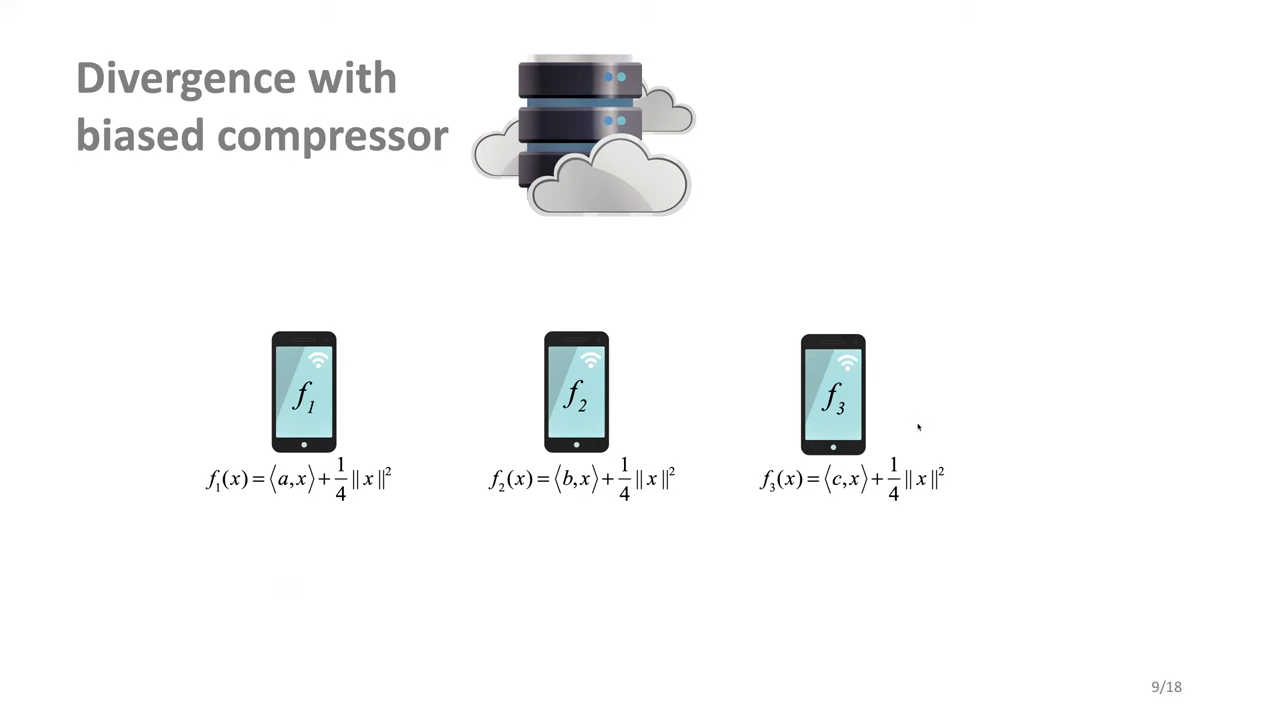 Divergence with
biased compressor
f₁
f₂
f₃
f₁(x) = ⟨a, x⟩ + 1/4 || x ||²
f₂(x) = ⟨b, x⟩ + 1/4 || x ||²
f₃(x) = ⟨c, x⟩ + 1/4 || x ||²
9/18